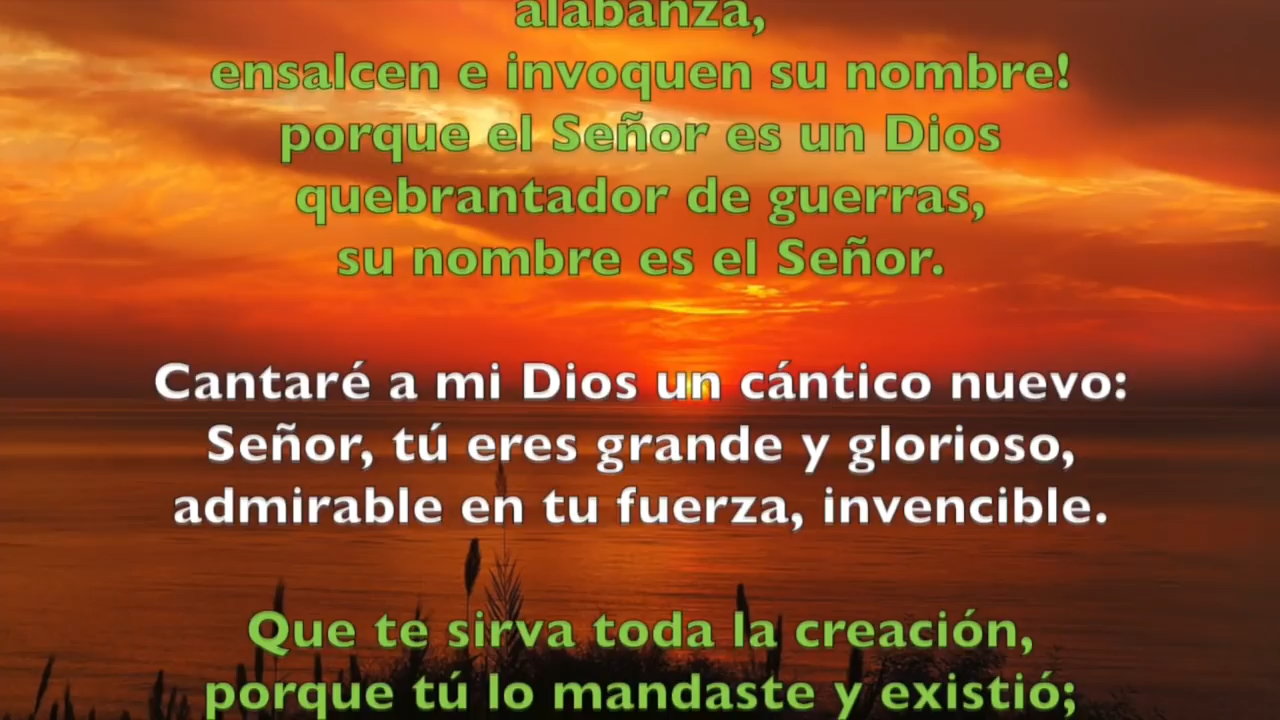 alabanza,
ensalcen e invoquen su nombre!
porque el Señor es un Dios
quebrantador de guerras,
su nombre es el Señor.
Cantaré a mi Dios un cántico nuevo:
Señor, tú eres grande y glorioso,
admirable en tu fuerza, invencible.
Que te sirva toda la creación,
porque tú lo mandaste y existió;